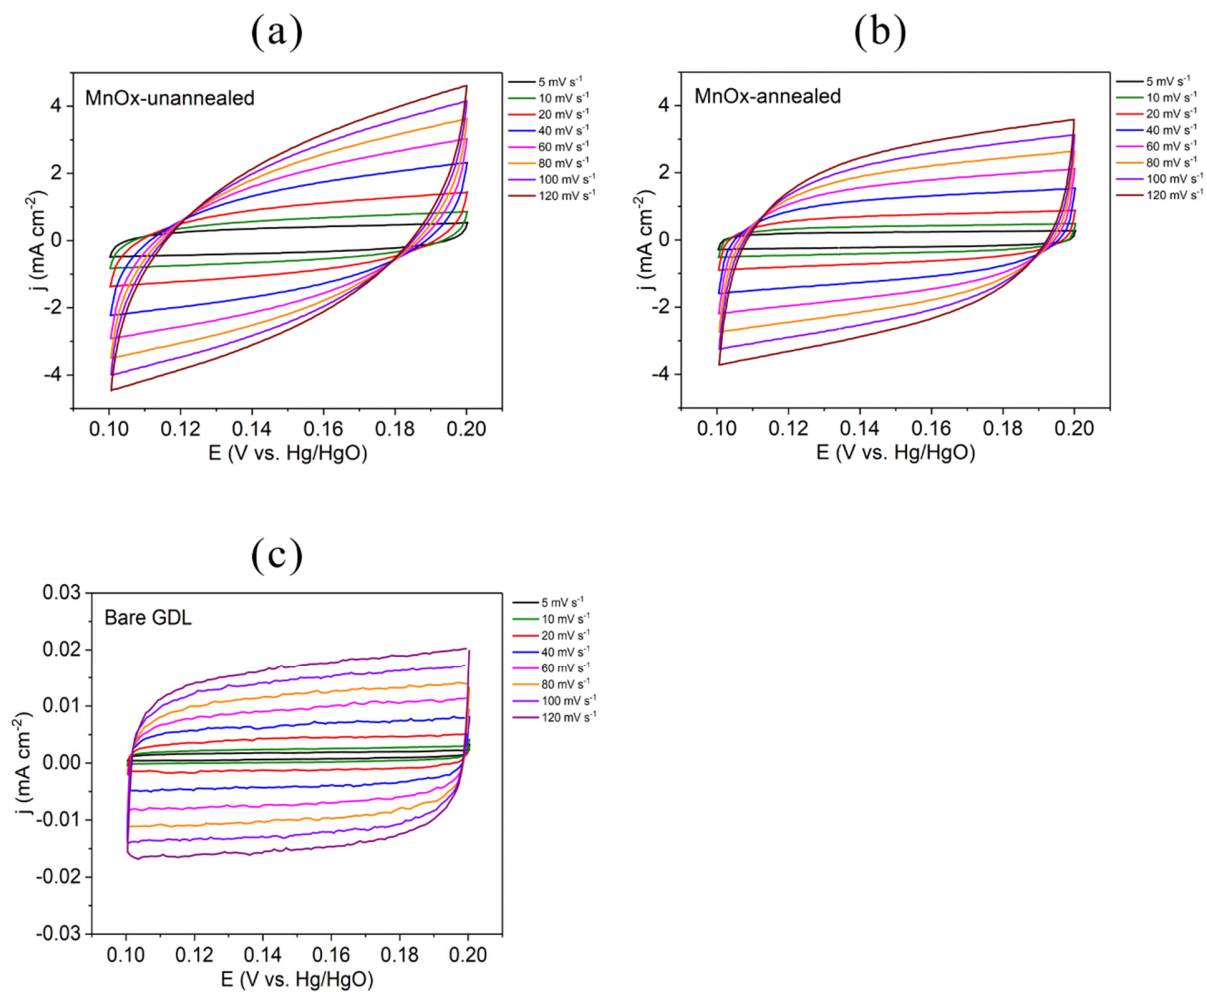 (a)
MnOx-unannealed
4
2
0
-2
-4
j (mA cm-2)
0.10 0.12 0.14 0.16 0.18 0.20
E (V vs. Hg/HgO)
5 mV s-1
10 mV s-1
20 mV s-1
40 mV s-1
60 mV s-1
80 mV s-1
100 mV s-1
120 mV s-1
(b)
MnOx-annealed
4
2
0
-2
-4
j (mA cm-2)
0.10 0.12 0.14 0.16 0.18 0.20
E (V vs. Hg/HgO)
5 mV s-1
10 mV s-1
20 mV s-1
40 mV s-1
60 mV s-1
80 mV s-1
100 mV s-1
120 mV s-1
(c)
Bare GDL
0.03
0.02
0.01
0.00
-0.01
-0.02
-0.03
j (mA cm-2)
0.10 0.12 0.14 0.16 0.18 0.20
E (V vs. Hg/HgO)
5 mV s-1
10 mV s-1
20 mV s-1
40 mV s-1
60 mV s-1
80 mV s-1
100 mV s-1
120 mV s-1